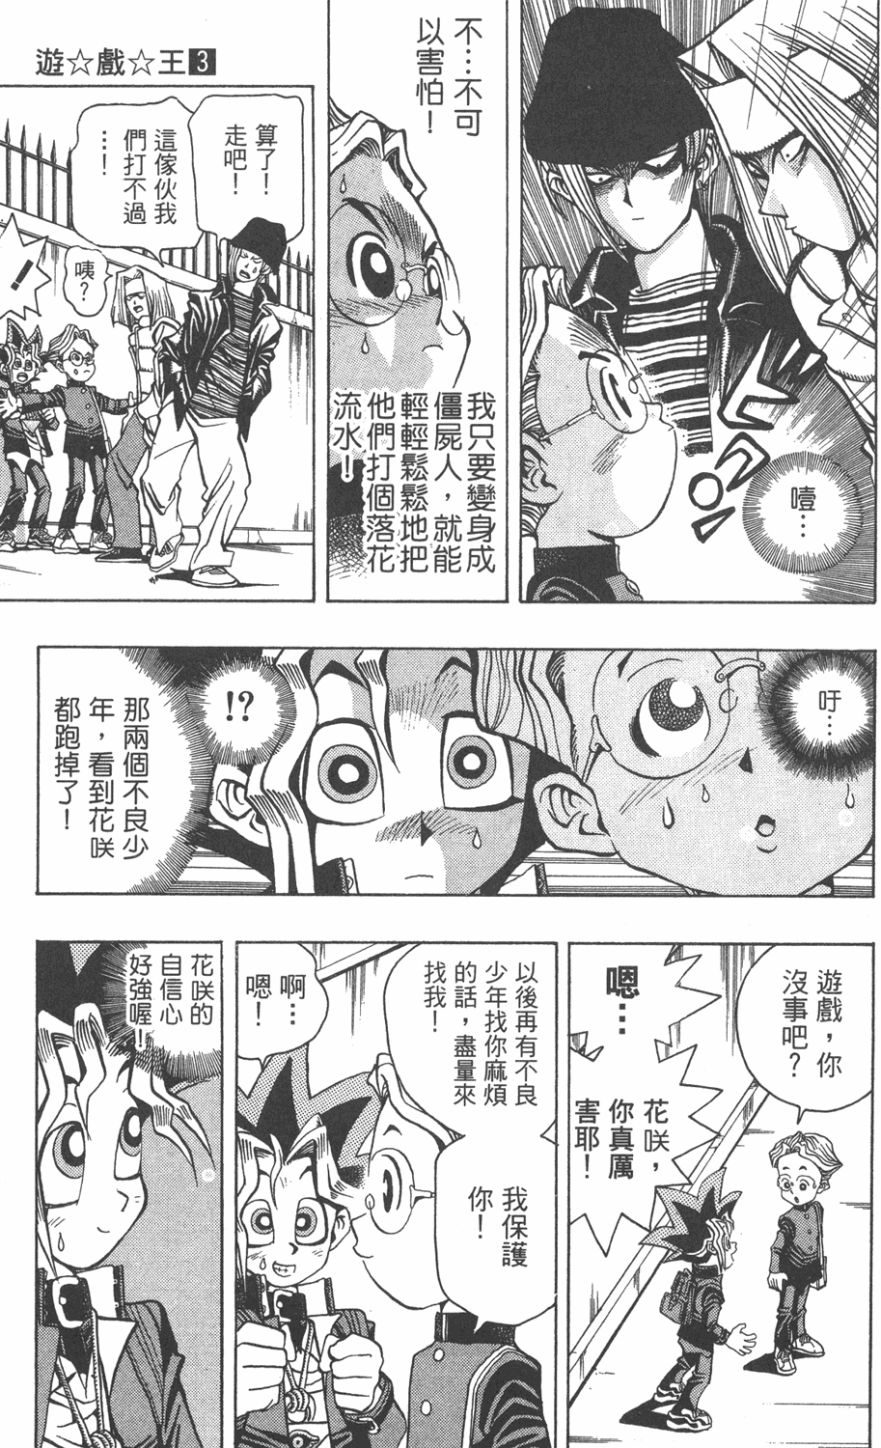 遊☆戲☆王3
噎…
ピク
不…不可
以害怕！
我只要變身成
僵屍人，就能
輕輕鬆鬆地把
他們打個落花
流水！
算了！
走吧！
這傢伙我
們打不過
…！
咦？
！
吁…
!?
那兩個不良少
年，看到花咲
都跑掉了！
遊戲，你
沒事吧？
嗯…
花咲，
你真厲
害耶！
以後再有不良
少年找你麻煩
的話，盡量來
找我！
我保護
你！
啊…
嗯！
花咲的
自信心
好強喔！